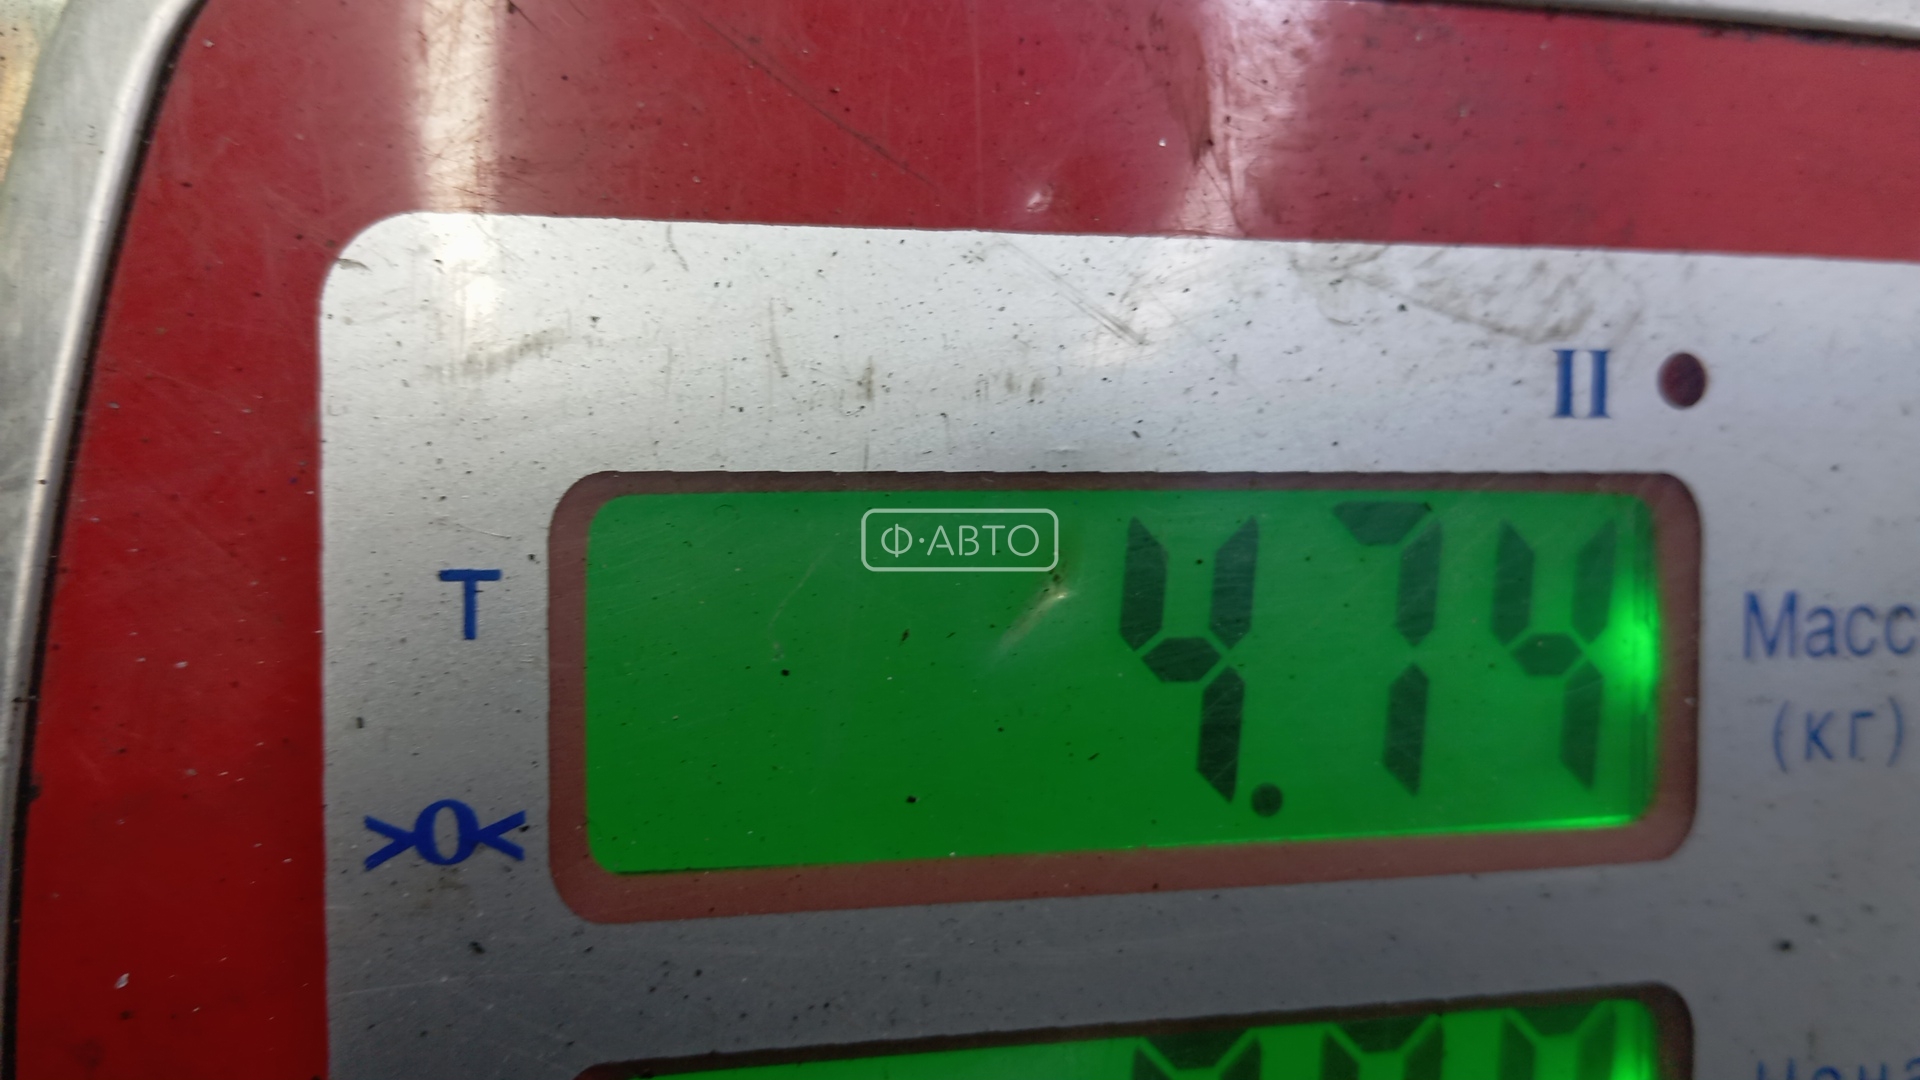 II
Ф·АВТО
4.74
T
Масс
(кг)
>0<